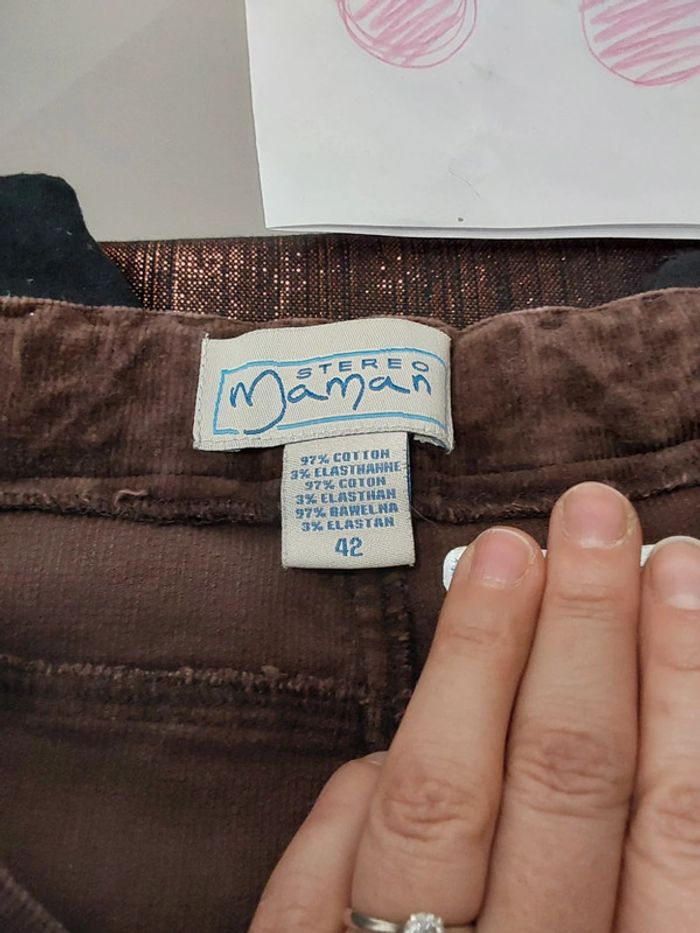 STEREO
Maman
97% COTTON
3% ELASTHANNE
97% COTON
3% ELASTHAN
97% BAWELNA
3% ELASTAN
42